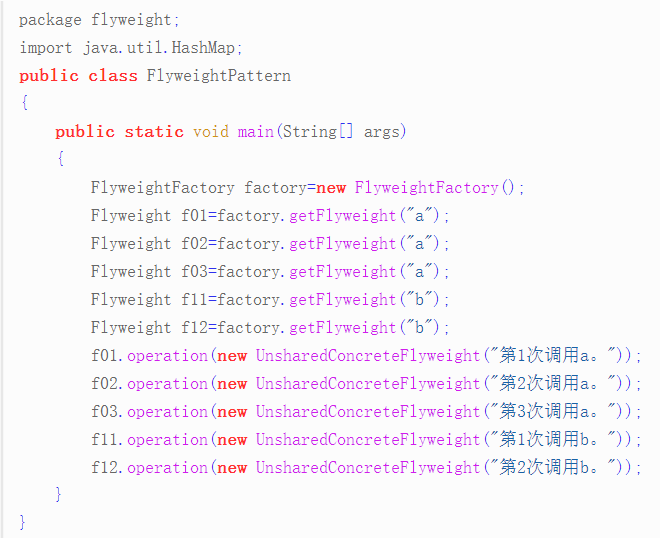 package flyweight;
import java.util.HashMap;
public class FlyweightPattern
{
    public static void main(String[] args)
    {
        FlyweightFactory factory=new FlyweightFactory();
        Flyweight f01=factory.getFlyweight("a");
        Flyweight f02=factory.getFlyweight("a");
        Flyweight f03=factory.getFlyweight("a");
        Flyweight f11=factory.getFlyweight("b");
        Flyweight f12=factory.getFlyweight("b");
        f01.operation(new UnsharedConcreteFlyweight("第1次调用a。"));
        f02.operation(new UnsharedConcreteFlyweight("第2次调用a。"));
        f03.operation(new UnsharedConcreteFlyweight("第3次调用a。"));
        f11.operation(new UnsharedConcreteFlyweight("第1次调用b。"));
        f12.operation(new UnsharedConcreteFlyweight("第2次调用b。"));
    }
}